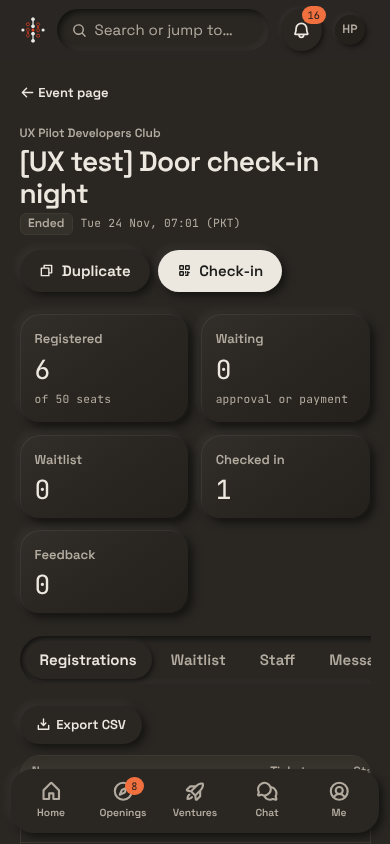 Search or jump to...
16
HP
← Event page
UX Pilot Developers Club
[UX test] Door check-in
night
Ended Tue 24 Nov, 07:01 (PKT)
Duplicate Check-in
Registered Waiting
6 0
of 50 seats approval or payment
Waitlist Checked in
0 1
Feedback
0
Registrations Waitlist Staff Messa
Export CSV
8
Home Openings Ventures Chat Me